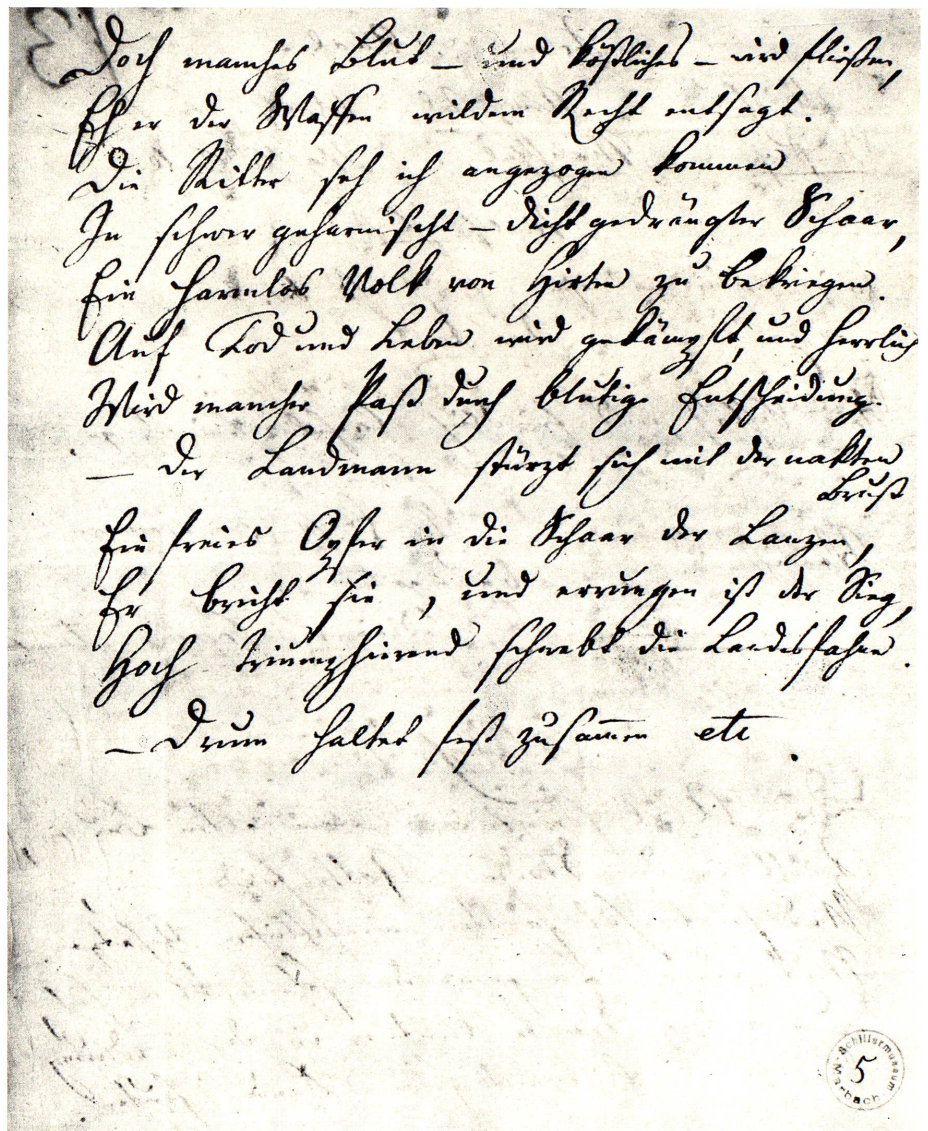 Doch manches Blut – und köstliches – wird fließen,
Eh er der Waffen wildem Recht entsagt.
Die Ritter seh ich angezogen kommen
In schwer geharnischt – dicht gedrängter Schaar,
Ein harmlos Volk von Hirten zu bekriegen.
Auf Tod und Leben wird gekämpft, und herrlich
Wird mancher Paß durch blutige Entscheidung.
– Der Landmann stürzt sich mit der nakten
Brust
Ein freies Opfer in die Schaar der Lanzen,
Er bricht sie, und errungen ist der Sieg,
Hoch triumphirend schwebt die Landesfahne.
– Drum haltet fest zusammen etc.
Schillermuseum
5
Marbach